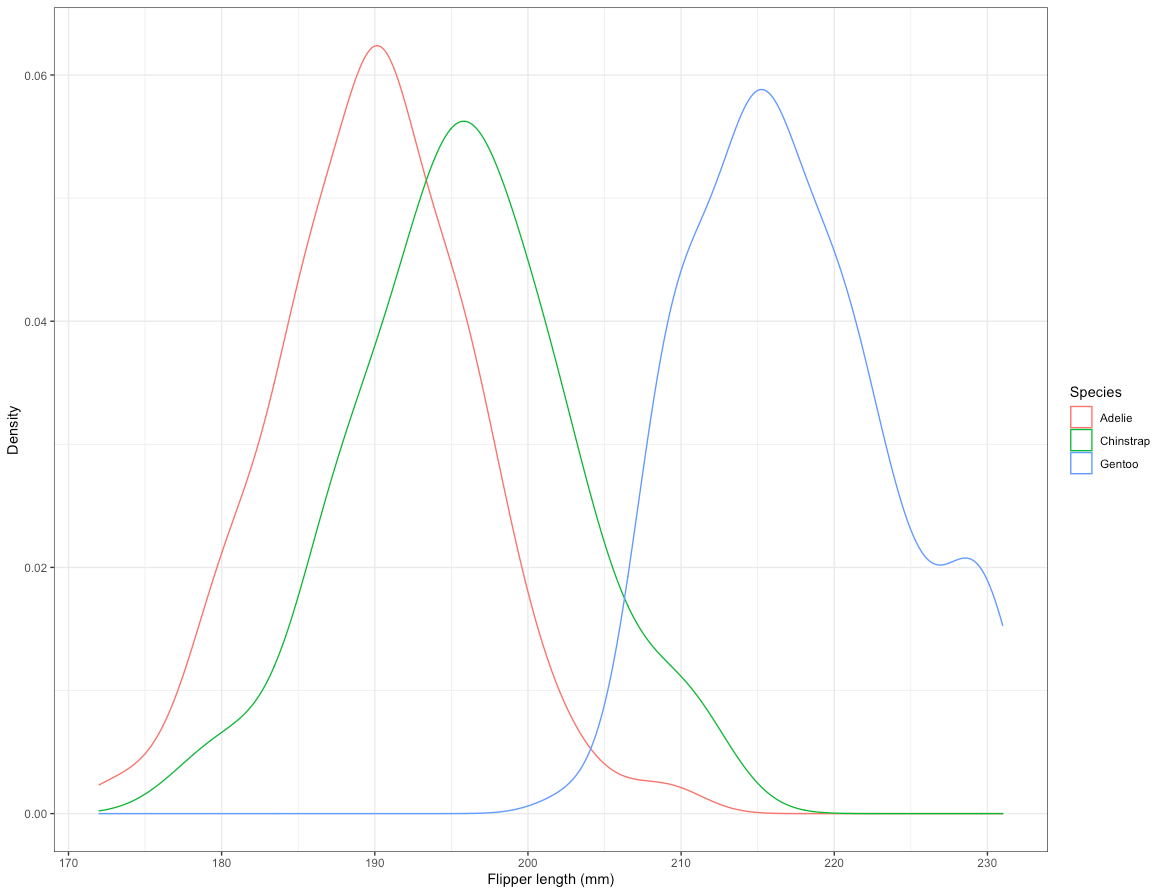 0.06
0.04
0.02
0.00
Density
170 180 190 200 210 220 230
Flipper length (mm)
Species
Adelie
Chinstrap
Gentoo